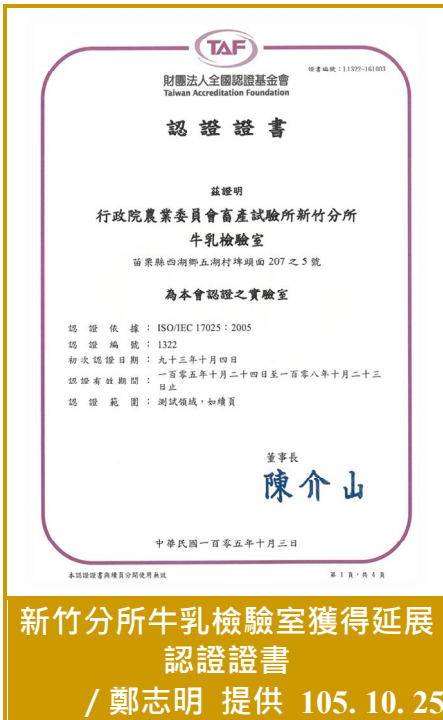 TAF
證書編號：L1322-161003
財團法人全國認證基金會
Taiwan Accreditation Foundation
認 證 證 書
茲證明
行政院農業委員會畜產試驗所新竹分所
牛乳檢驗室
苗栗縣西湖鄉五湖村埤頭面 207 之 5 號
為本會認證之實驗室
認 證 依 據：ISO/IEC 17025：2005
認 證 編 號：1322
初次認證日期：九十三年十月四日
認證有效期間：一百零五年十月二十四日至一百零八年十月二十三
日止
認 證 範 圍：測試領域，如續頁
董事長
陳介山
中華民國一百零五年十月三日
本認證證書與續頁分開使用無效
第 1 頁，共 4 頁
新竹分所牛乳檢驗室獲得延展
認證證書
/ 鄭志明 提供 105. 10. 25